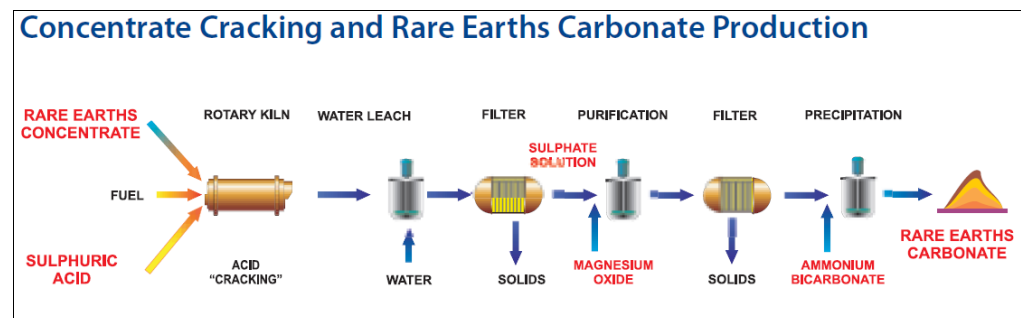 Concentrate Cracking and Rare Earths Carbonate Production
RARE EARTHS
CONCENTRATE
ROTARY KILN
WATER LEACH
FILTER
PURIFICATION
FILTER
PRECIPITATION
SULPHATE
SOLUTION
FUEL
SULPHURIC
ACID
ACID
"CRACKING"
WATER
SOLIDS
MAGNESIUM
OXIDE
SOLIDS
AMMONIUM
BICARBONATE
RARE EARTHS
CARBONATE